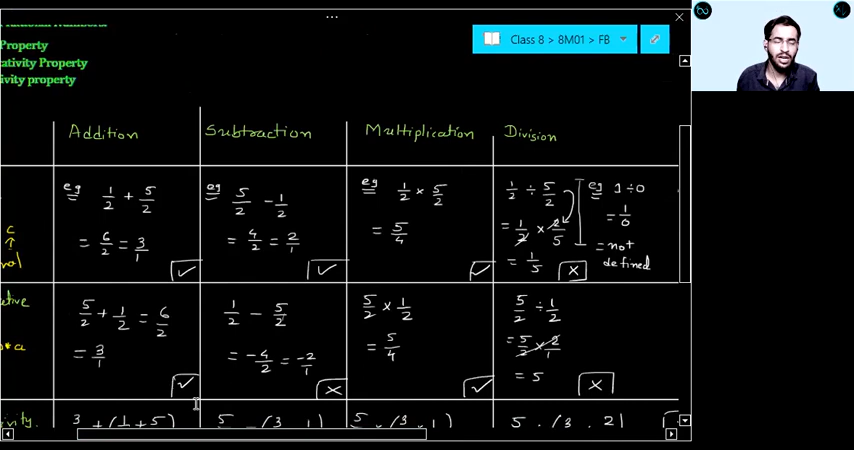 Property
ativity Property
ivity property
Class 8 > 8M01 > FB
Addition Subtraction Multiplication Division
eg 1/2 + 5/2
= 6/2 = 3/1
eg 5/2 - 1/2
= 4/2 = 2/1
eg 1/2 × 5/2
= 5/4
1/2 ÷ 5/2
= 1/2 × 2/5
= 1/5
eg 1÷0
= 1/0
= not
defined
c
5/2 + 1/2 = 6/2
= 3/1
1/2 - 5/2
= -4/2 = -2/1
5/2 × 1/2
= 5/4
5/2 ÷ 1/2
= 5/2 × 2/1
= 5